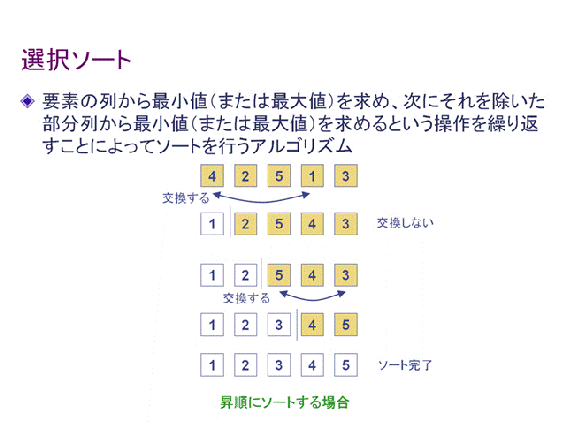 選択ソート
要素の列から最小値(または最大値)を求め、次にそれを除いた
部分列から最小値(または最大値)を求めるという操作を繰り返
すことによってソートを行うアルゴリズム
4 2 5 1 3
交換する
1 2 5 4 3 交換しない
1 2 5 4 3
交換する
1 2 3 4 5
1 2 3 4 5 ソート完了
昇順にソートする場合